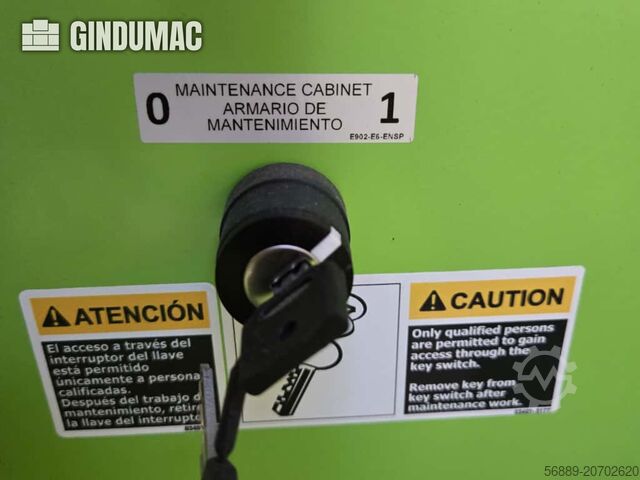 GINDUMAC
0 MAINTENANCE CABINET 1
ARMARIO DE
MANTENIMIENTO
E902-E6-ENSP
ATENCIÓN
El acceso a través del
interruptor del llave
está permitido
únicamente a persona
calificadas.
Después del trabajo d
mantenimiento, retir
la llave del interrupto
CAUTION
Only qualified persons
are permitted to gain
access through the
key switch.
Remove key from
key switch after
maintenance work.
56889-20702620